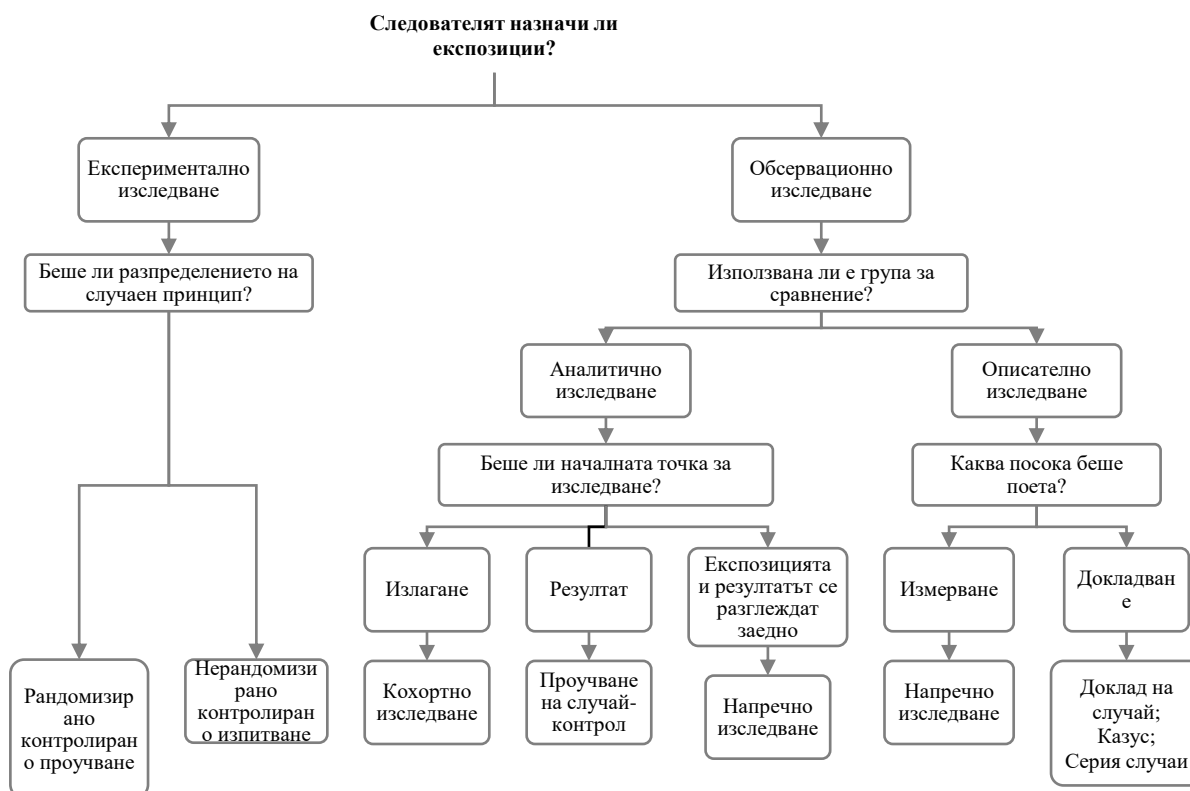 Следователят назначи ли
експозиции?
Експериментално
изследване
Обсервационно
изследване
Беше ли разпределението на
случаен принцип?
Използвана ли е група за
сравнение?
Аналитично
изследване
Описателно
изследване
Беше ли началната точка за
изследване?
Каква посока беше
поета?
Излагане
Резултат
Експозицията
и резултатът се
разглеждат
заедно
Измерване
Докладван
е
Рандомизир
ано
контролиран
о проучване
Нерандомизи
рано
контролиран
о изпитване
Кохортно
изследване
Проучване
на случай-
контрол
Напречно
изследване
Напречно
изследване
Доклад на
случай;
Казус;
Серия случаи